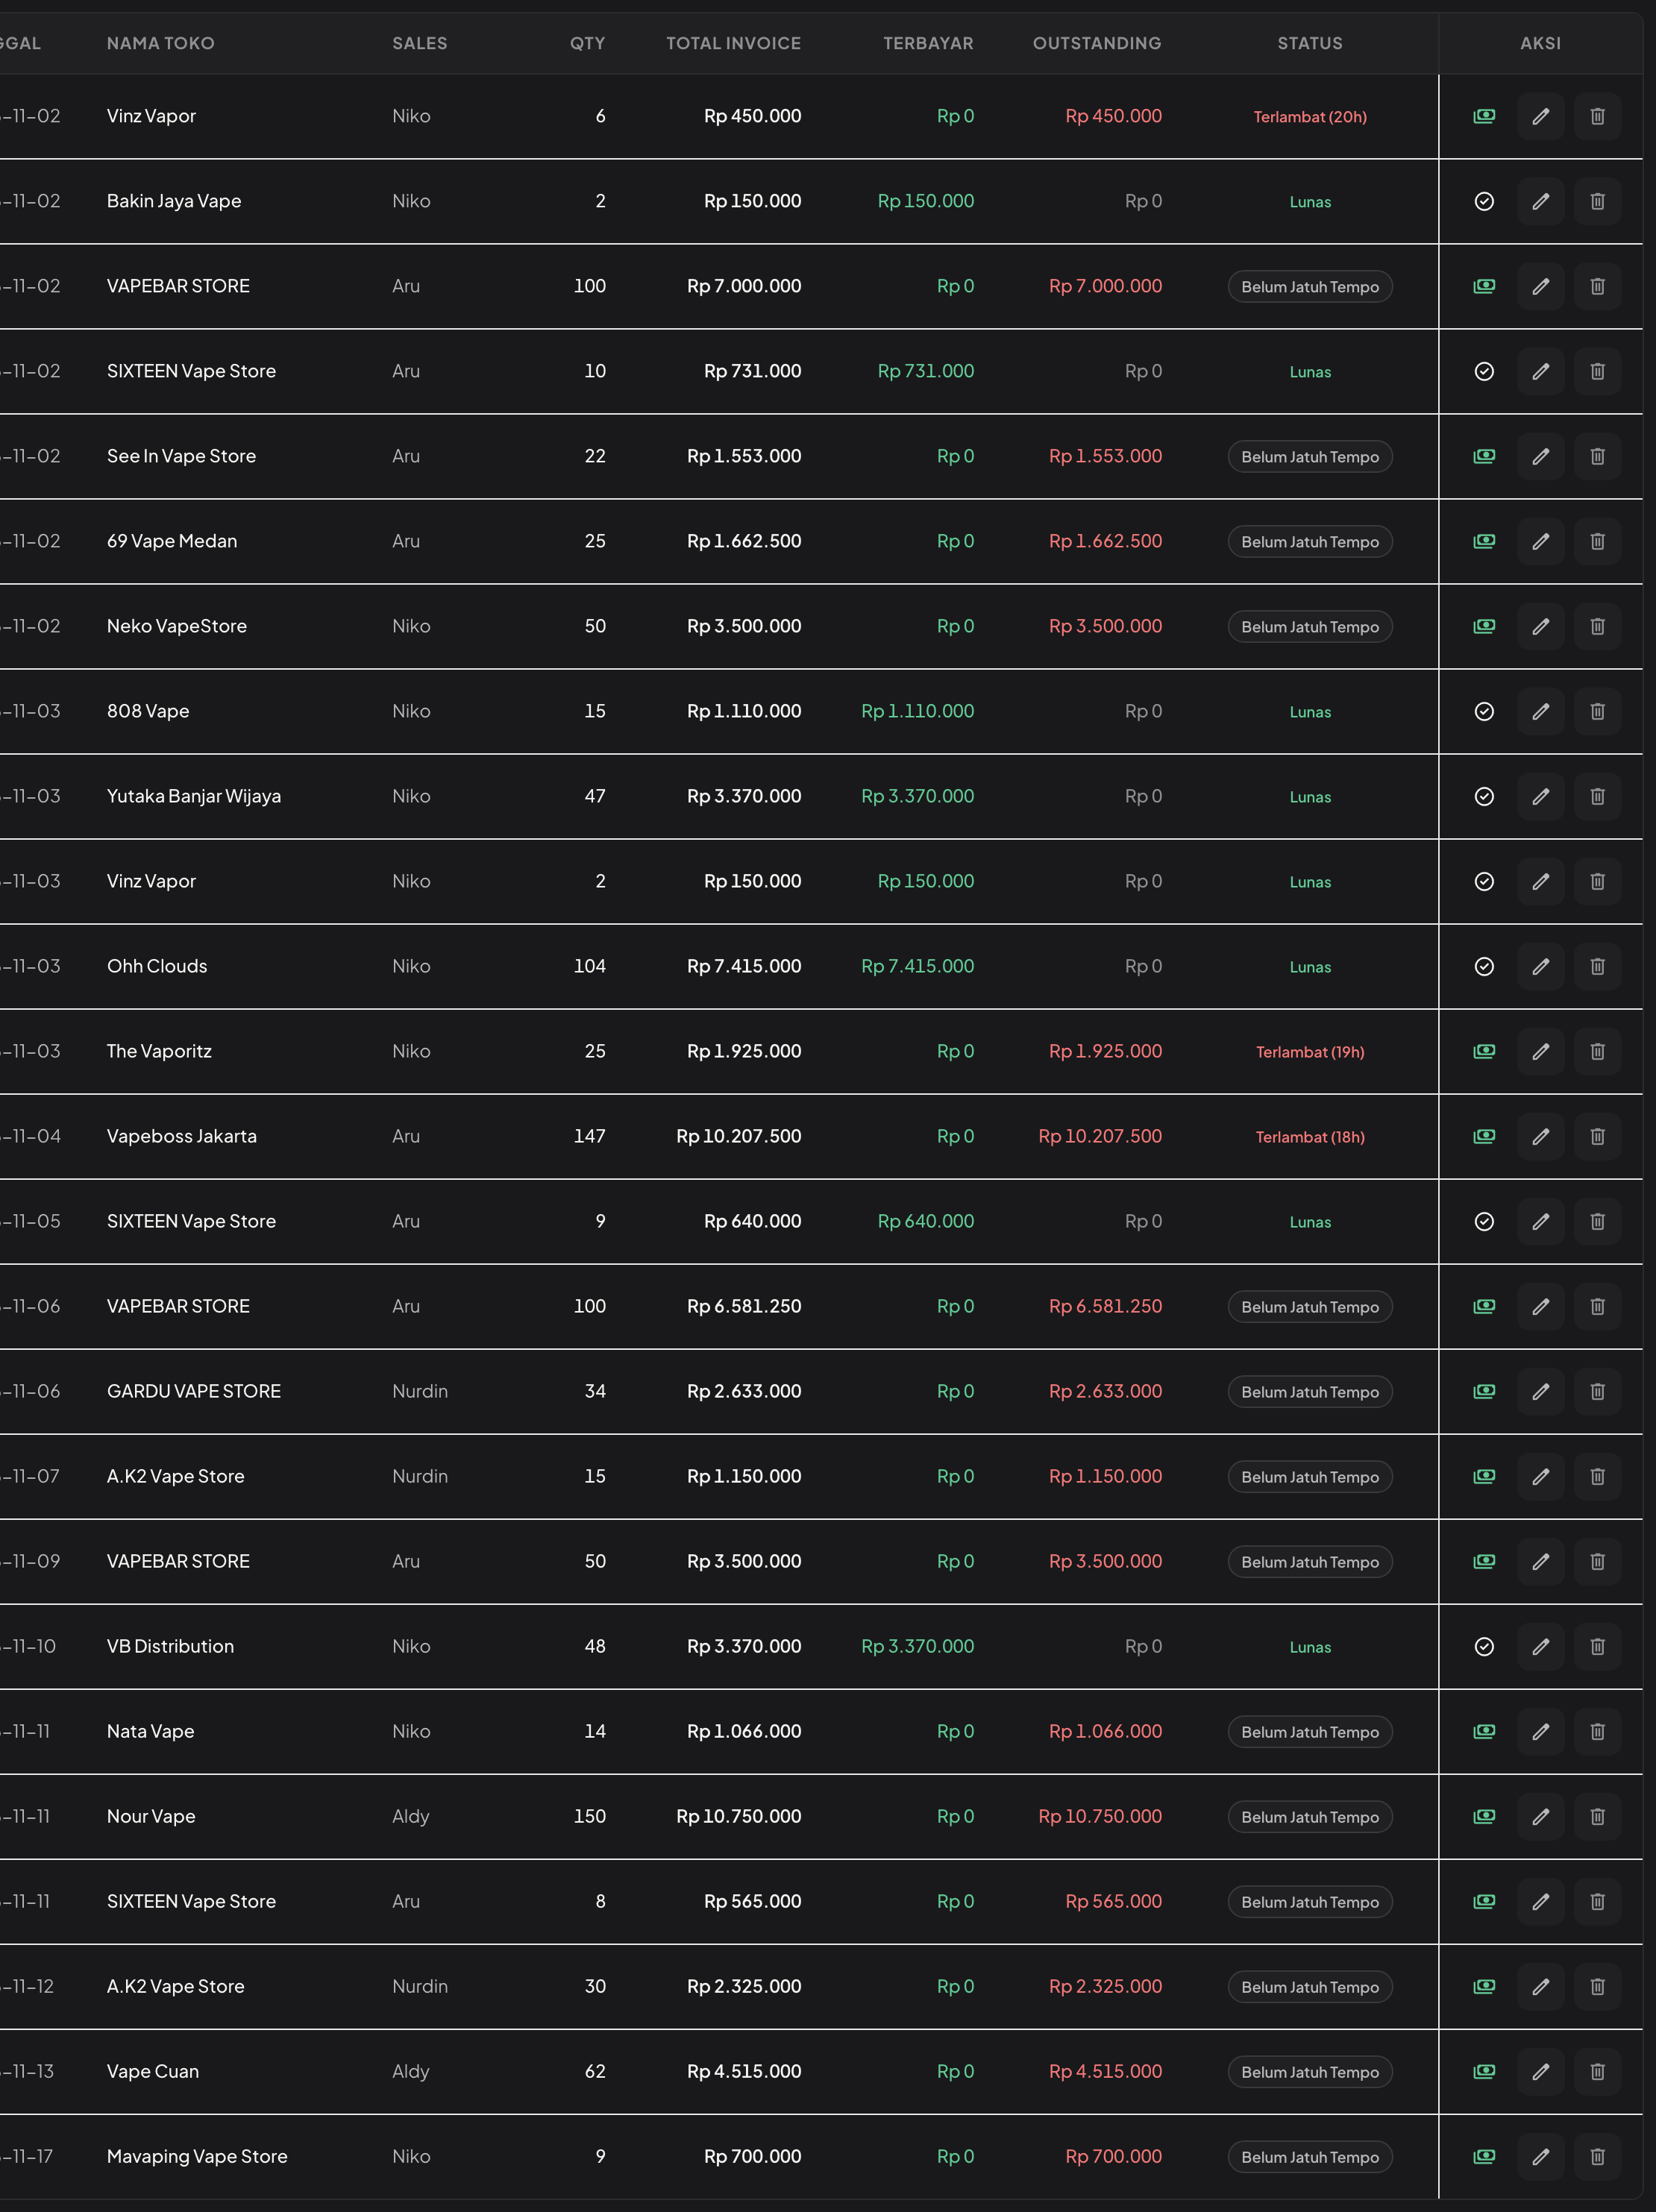 GGAL NAMA TOKO SALES QTY TOTAL INVOICE TERBAYAR OUTSTANDING STATUS AKSI
-11-02 Vinz Vapor Niko 6 Rp 450.000 Rp 0 Rp 450.000 Terlambat (20h)
-11-02 Bakin Jaya Vape Niko 2 Rp 150.000 Rp 150.000 Rp 0 Lunas
-11-02 VAPEBAR STORE Aru 100 Rp 7.000.000 Rp 0 Rp 7.000.000 Belum Jatuh Tempo
-11-02 SIXTEEN Vape Store Aru 10 Rp 731.000 Rp 731.000 Rp 0 Lunas
-11-02 See In Vape Store Aru 22 Rp 1.553.000 Rp 0 Rp 1.553.000 Belum Jatuh Tempo
-11-02 69 Vape Medan Aru 25 Rp 1.662.500 Rp 0 Rp 1.662.500 Belum Jatuh Tempo
-11-02 Neko VapeStore Niko 50 Rp 3.500.000 Rp 0 Rp 3.500.000 Belum Jatuh Tempo
-11-03 808 Vape Niko 15 Rp 1.110.000 Rp 1.110.000 Rp 0 Lunas
-11-03 Yutaka Banjar Wijaya Niko 47 Rp 3.370.000 Rp 3.370.000 Rp 0 Lunas
-11-03 Vinz Vapor Niko 2 Rp 150.000 Rp 150.000 Rp 0 Lunas
-11-03 Ohh Clouds Niko 104 Rp 7.415.000 Rp 7.415.000 Rp 0 Lunas
-11-03 The Vaporitz Niko 25 Rp 1.925.000 Rp 0 Rp 1.925.000 Terlambat (19h)
-11-04 Vapeboss Jakarta Aru 147 Rp 10.207.500 Rp 0 Rp 10.207.500 Terlambat (18h)
-11-05 SIXTEEN Vape Store Aru 9 Rp 640.000 Rp 640.000 Rp 0 Lunas
-11-06 VAPEBAR STORE Aru 100 Rp 6.581.250 Rp 0 Rp 6.581.250 Belum Jatuh Tempo
-11-06 GARDU VAPE STORE Nurdin 34 Rp 2.633.000 Rp 0 Rp 2.633.000 Belum Jatuh Tempo
-11-07 A.K2 Vape Store Nurdin 15 Rp 1.150.000 Rp 0 Rp 1.150.000 Belum Jatuh Tempo
-11-09 VAPEBAR STORE Aru 50 Rp 3.500.000 Rp 0 Rp 3.500.000 Belum Jatuh Tempo
-11-10 VB Distribution Niko 48 Rp 3.370.000 Rp 3.370.000 Rp 0 Lunas
-11-11 Nata Vape Niko 14 Rp 1.066.000 Rp 0 Rp 1.066.000 Belum Jatuh Tempo
-11-11 Nour Vape Aldy 150 Rp 10.750.000 Rp 0 Rp 10.750.000 Belum Jatuh Tempo
-11-11 SIXTEEN Vape Store Aru 8 Rp 565.000 Rp 0 Rp 565.000 Belum Jatuh Tempo
-11-12 A.K2 Vape Store Nurdin 30 Rp 2.325.000 Rp 0 Rp 2.325.000 Belum Jatuh Tempo
-11-13 Vape Cuan Aldy 62 Rp 4.515.000 Rp 0 Rp 4.515.000 Belum Jatuh Tempo
-11-17 Mavaping Vape Store Niko 9 Rp 700.000 Rp 0 Rp 700.000 Belum Jatuh Tempo